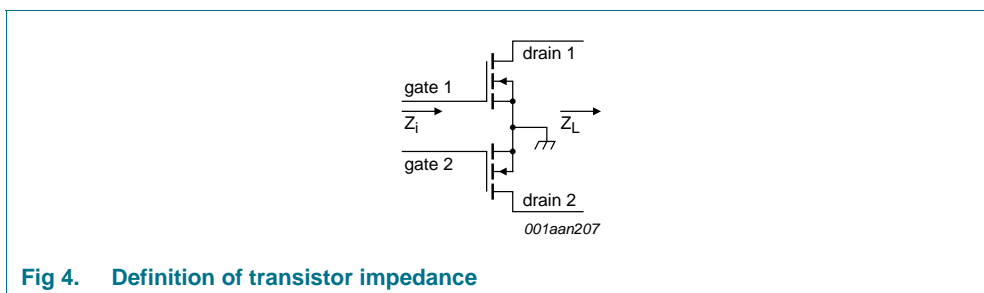 drain 1
gate 1
Zi
ZL
gate 2
drain 2
001aan207
Fig 4. Definition of transistor impedance